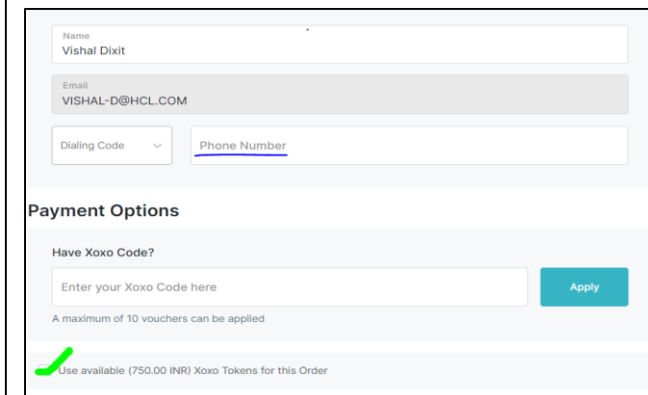 Name
Vishal Dixit
Email
VISHAL-D@HCL.COM
Dialing Code
Phone Number
Payment Options
Have Xoxo Code?
Enter your Xoxo Code here
Apply
A maximum of 10 vouchers can be applied
Use available (750.00 INR) Xoxo Tokens for this Order